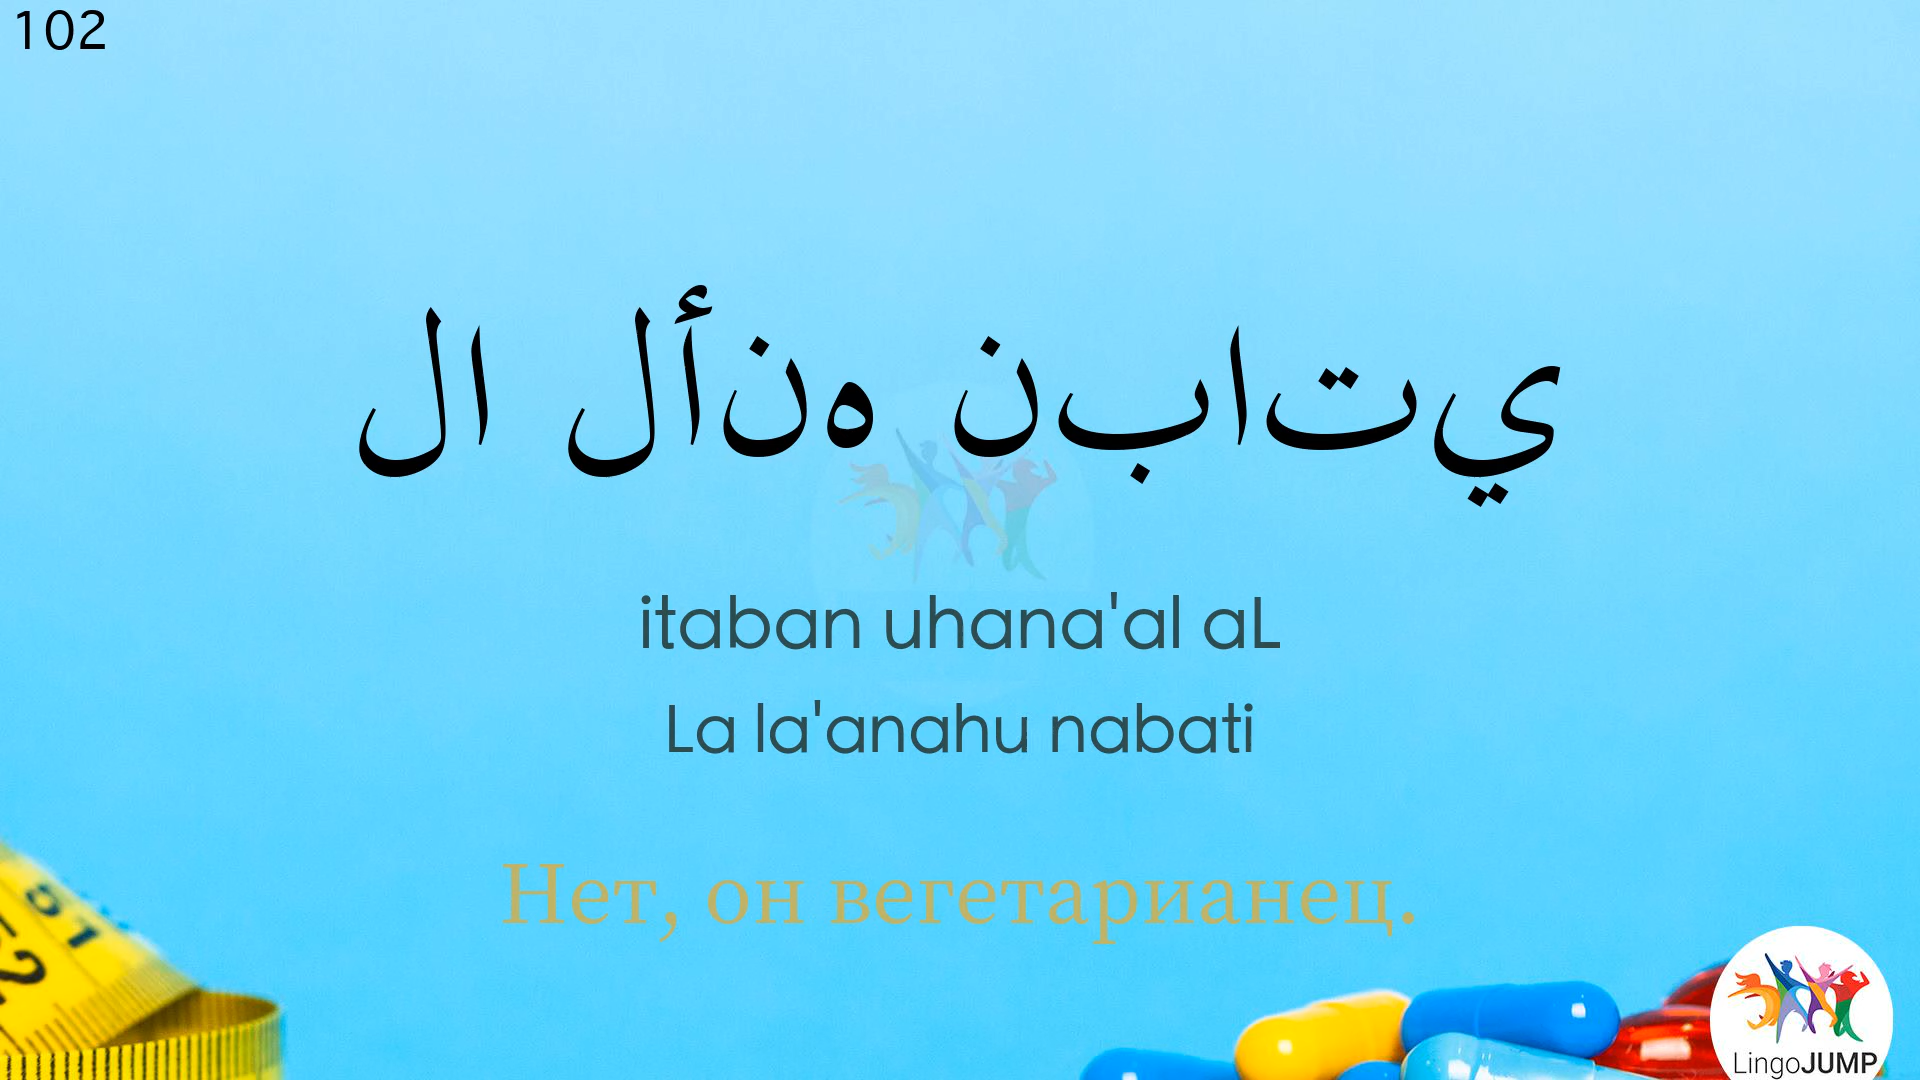 102
لا لأنه نباتي
itaban uhana'al aL
La la'anahu nabati
Нет, он вегетарианец.
LingoJUMP